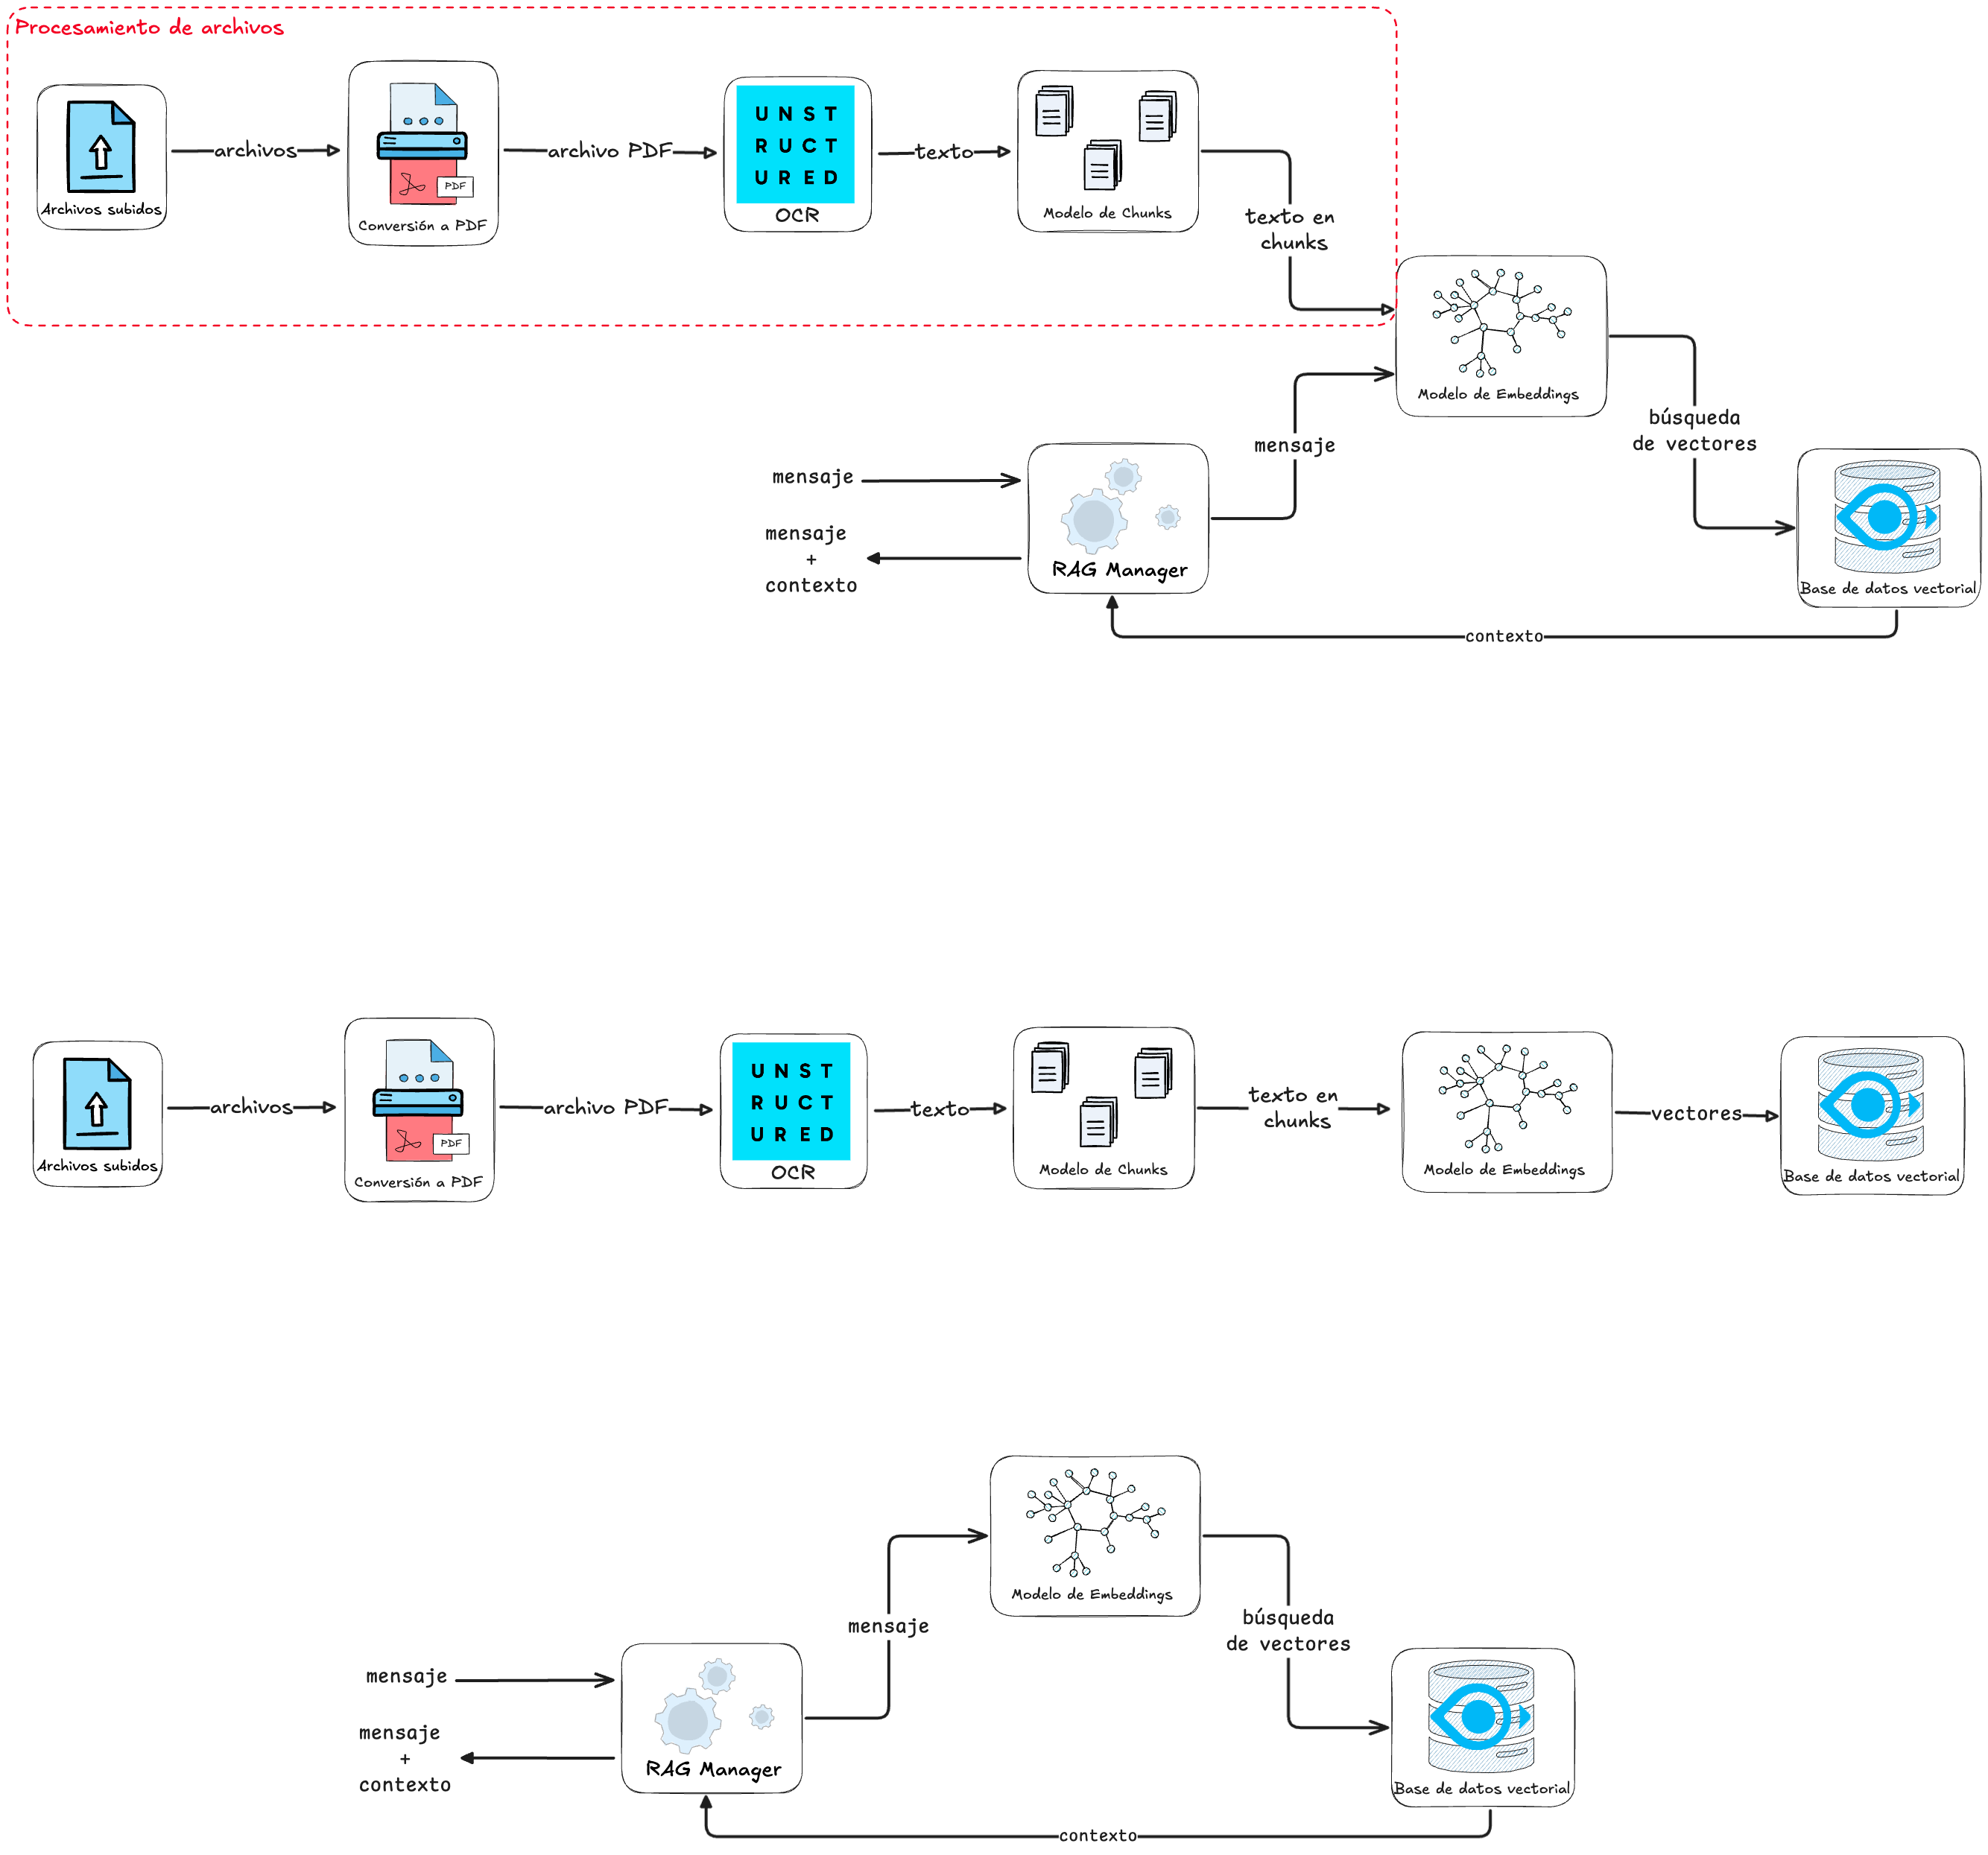 Procesamiento de archivos
archivos
archivo PDF
texto
UNST
RUCT
URED
PDF
Archivos subidos
Conversión a PDF
OCR
Modelo de Chunks
texto en
chunks
Modelo de Embeddings
búsqueda
de vectores
mensaje
mensaje
mensaje
+
contexto
RAG Manager
Base de datos vectorial
contexto
archivos
archivo PDF
texto
UNST
RUCT
URED
PDF
texto en
chunks
vectores
Archivos subidos
Conversión a PDF
OCR
Modelo de Chunks
Modelo de Embeddings
Base de datos vectorial
Modelo de Embeddings
mensaje
búsqueda
de vectores
mensaje
mensaje
+
contexto
RAG Manager
Base de datos vectorial
contexto